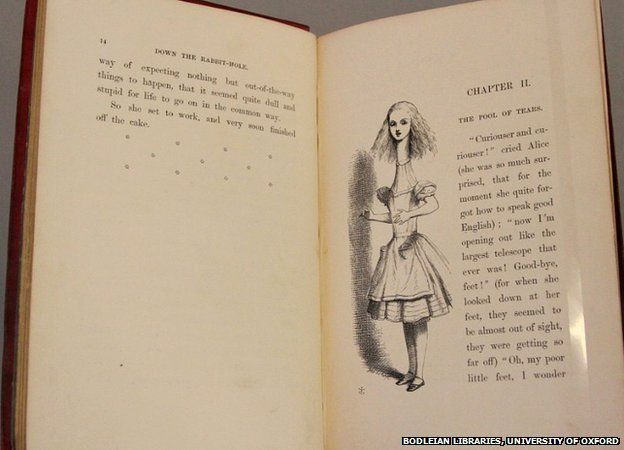 14
DOWN THE RABBIT-HOLE.
way of expecting nothing but out-of-the-way
things to happen, that it seemed quite dull and
stupid for life to go on in the common way.
So she set to work, and very soon finished
off the cake.
CHAPTER II.
THE POOL OF TEARS.
"Curiouser and cu-
riouser!" cried Alice
(she was so much sur-
prised, that for the
moment she quite for-
got how to speak good
English); "now I'm
opening out like the
largest telescope that
ever was! Good-bye,
feet!" (for when she
looked down at her
feet, they seemed to
be almost out of sight,
they were getting so
far off) "Oh, my poor
little feet, I wonder
BODLEIAN LIBRARIES, UNIVERSITY OF OXFORD